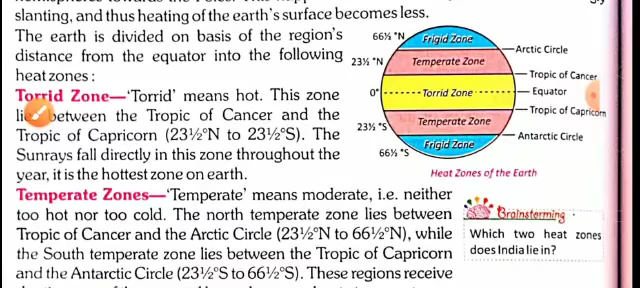 slanting, and thus heating of the earth's surface becomes less.
The earth is divided on basis of the region's
distance from the equator into the following
heat zones :
Torrid Zone—'Torrid' means hot. This zone
between the Tropic of Cancer and the
Tropic of Capricorn (23½°N to 23½°S). The
Sunrays fall directly in this zone throughout the
year, it is the hottest zone on earth.
Temperate Zones—'Temperate' means moderate, i.e. neither
too hot nor too cold. The north temperate zone lies between
Tropic of Cancer and the Arctic Circle (23½°N to 66½°N), while
the South temperate zone lies between the Tropic of Capricorn
and the Antarctic Circle (23½°S to 66½°S). These regions receive
66½ °N
Frigid Zone
Arctic Circle
23½ °N
Temperate Zone
Tropic of Cancer
0°
Torrid Zone
Equator
Tropic of Capricorn
23½ °S
Temperate Zone
Antarctic Circle
66½ °S
Frigid Zone
Heat Zones of the Earth
Brainstorming
Which two heat zones
does India lie in?